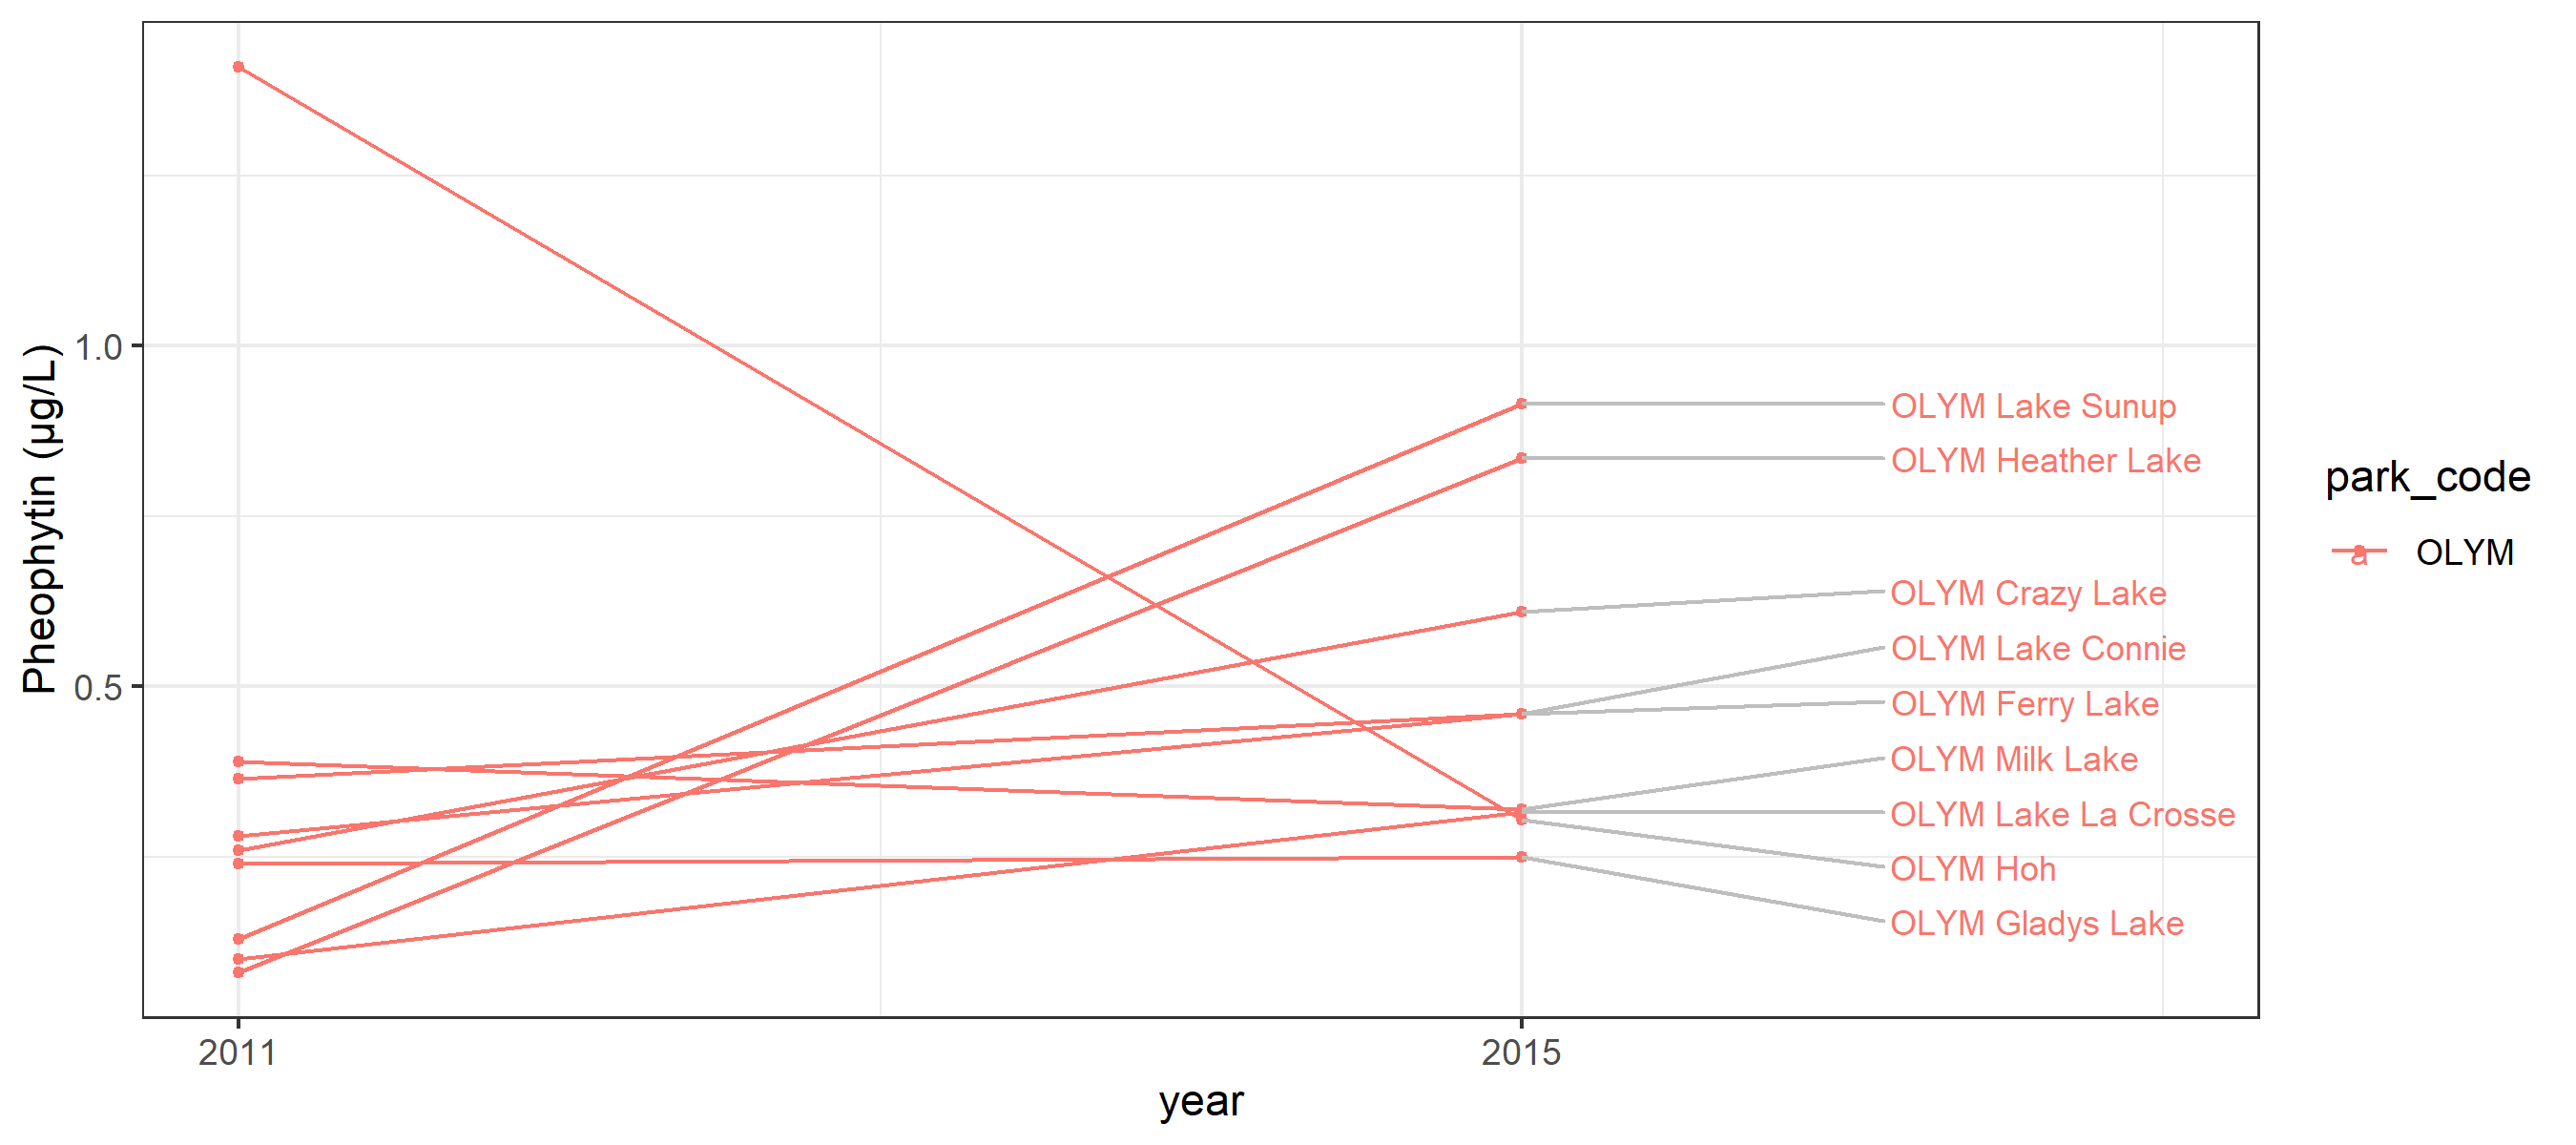 Pheophytin (µg/L)
1.0
0.5
2011
2015
year
OLYM Lake Sunup
OLYM Heather Lake
OLYM Crazy Lake
OLYM Lake Connie
OLYM Ferry Lake
OLYM Milk Lake
OLYM Lake La Crosse
OLYM Hoh
OLYM Gladys Lake
park_code
a OLYM